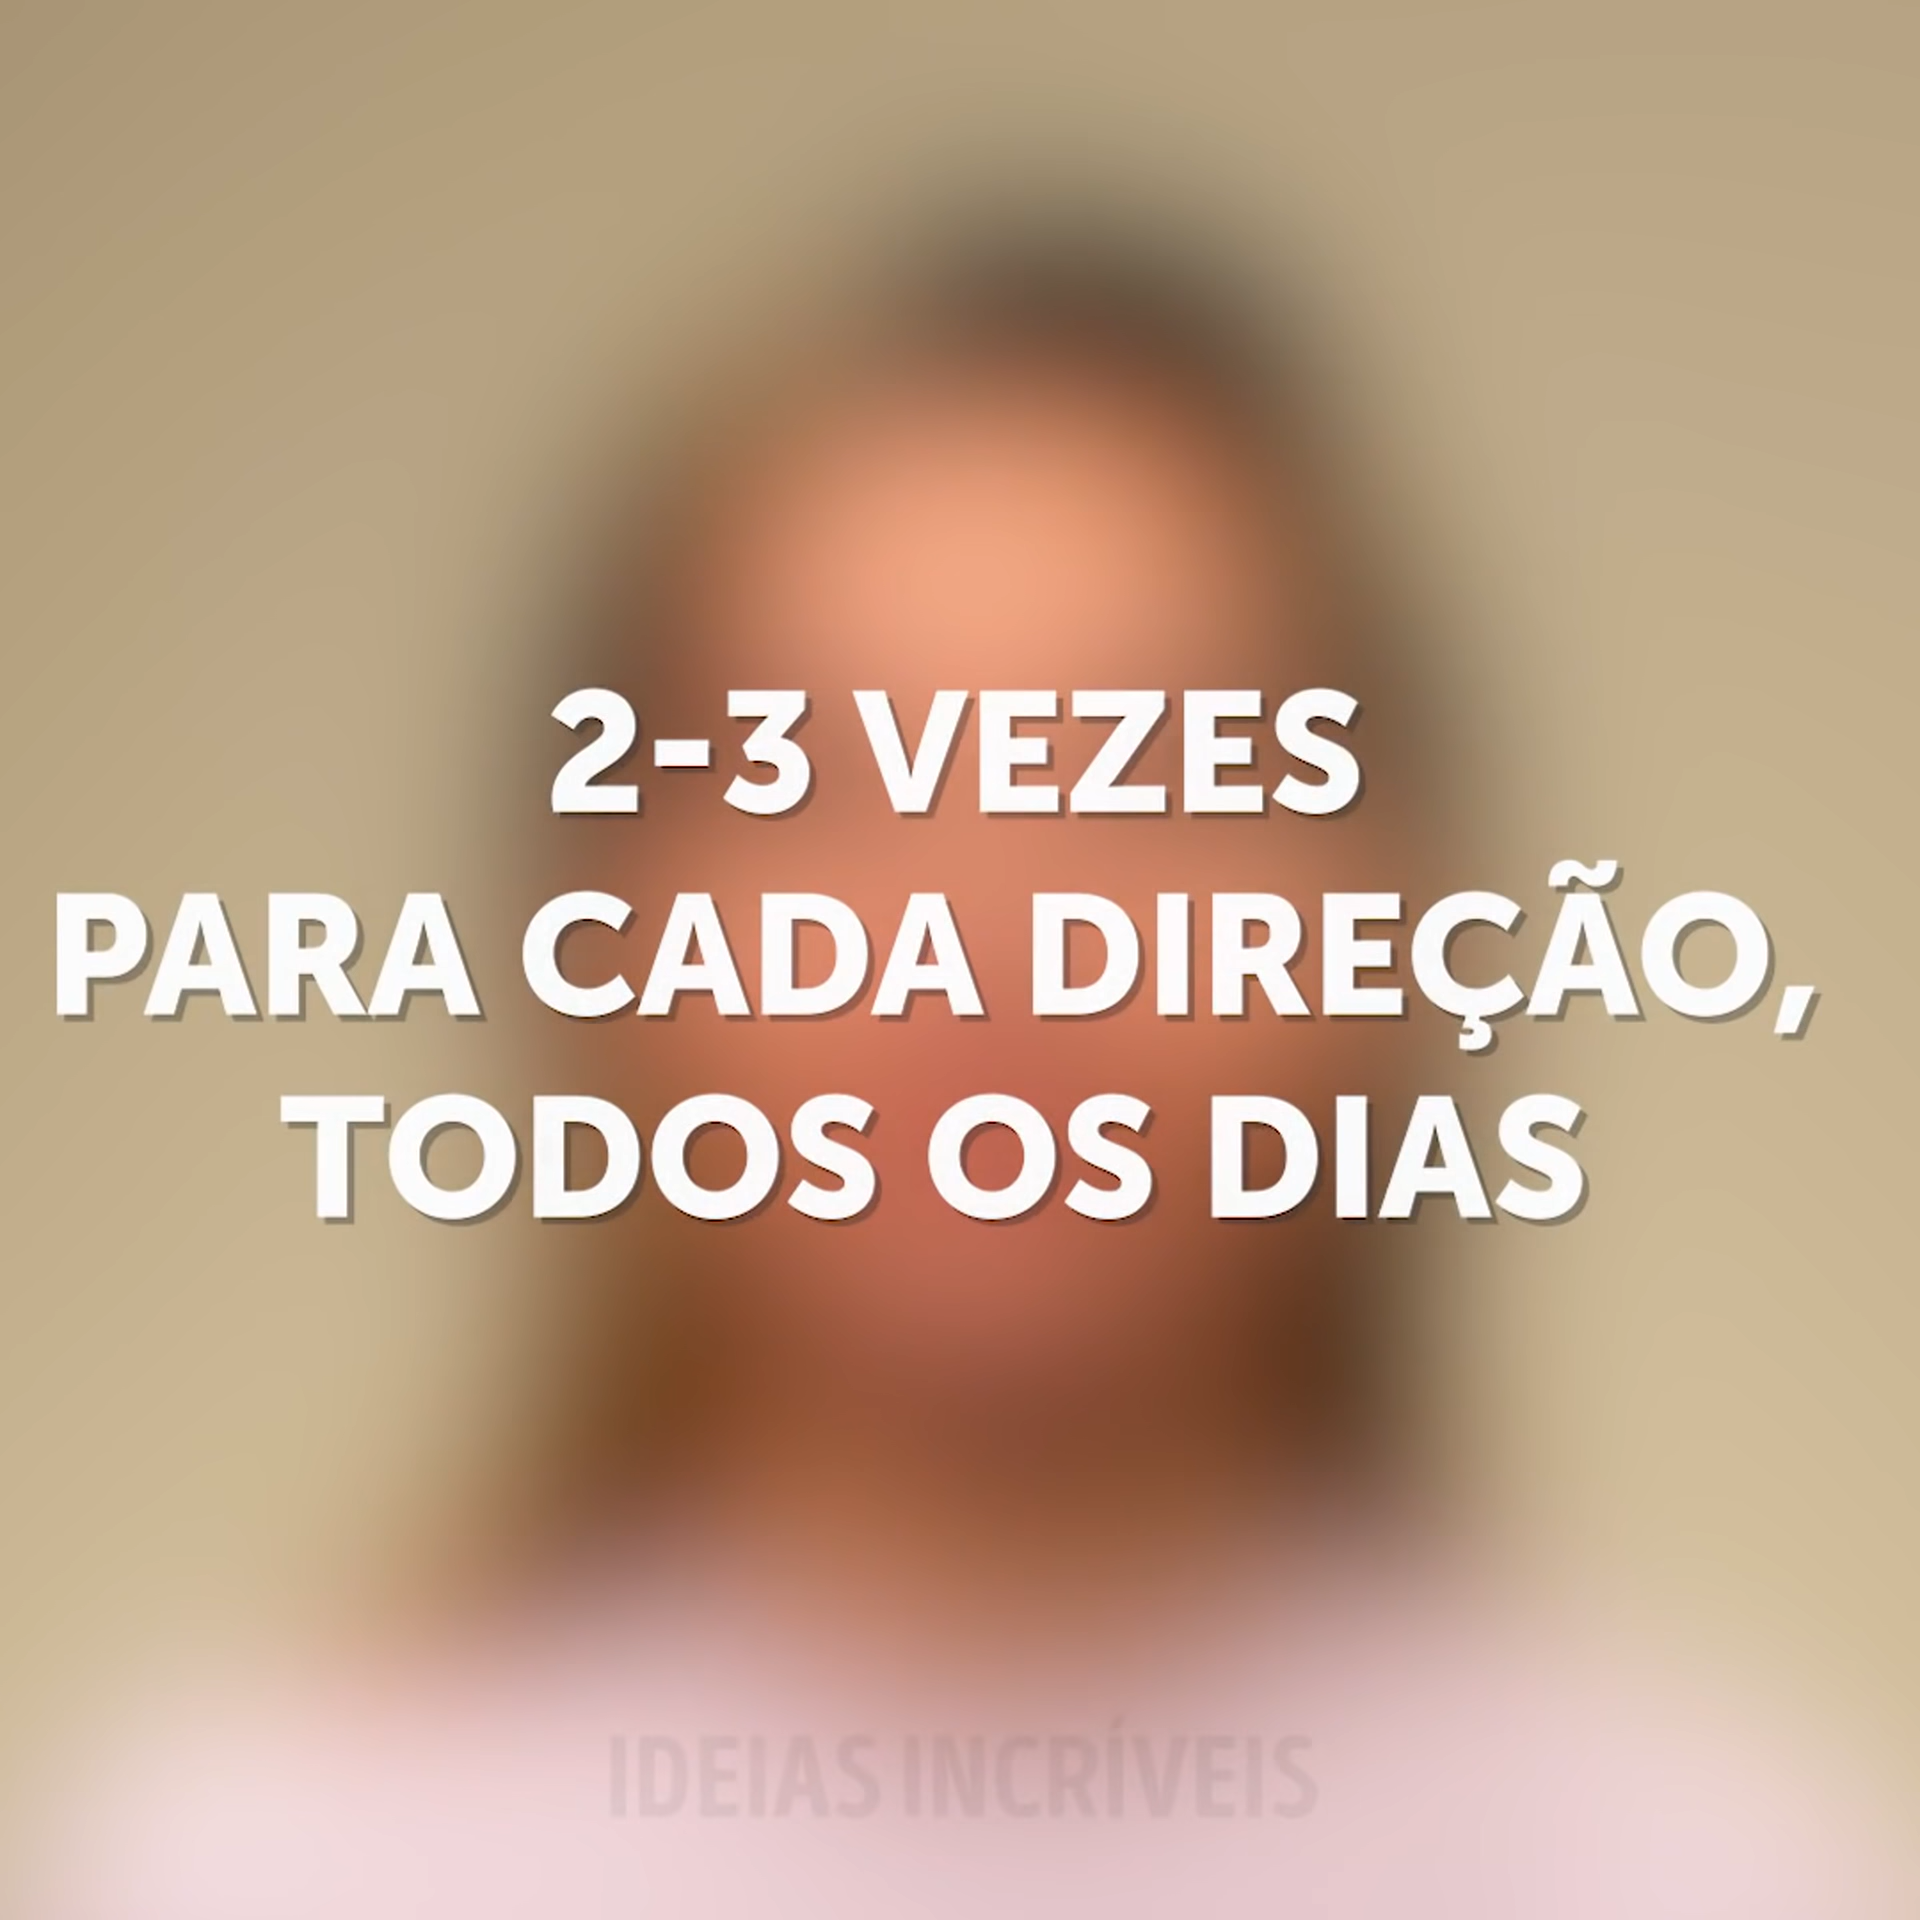 2-3 VEZES
PARA CADA DIREÇÃO,
TODOS OS DIAS
IDEIAS INCRÍVEIS